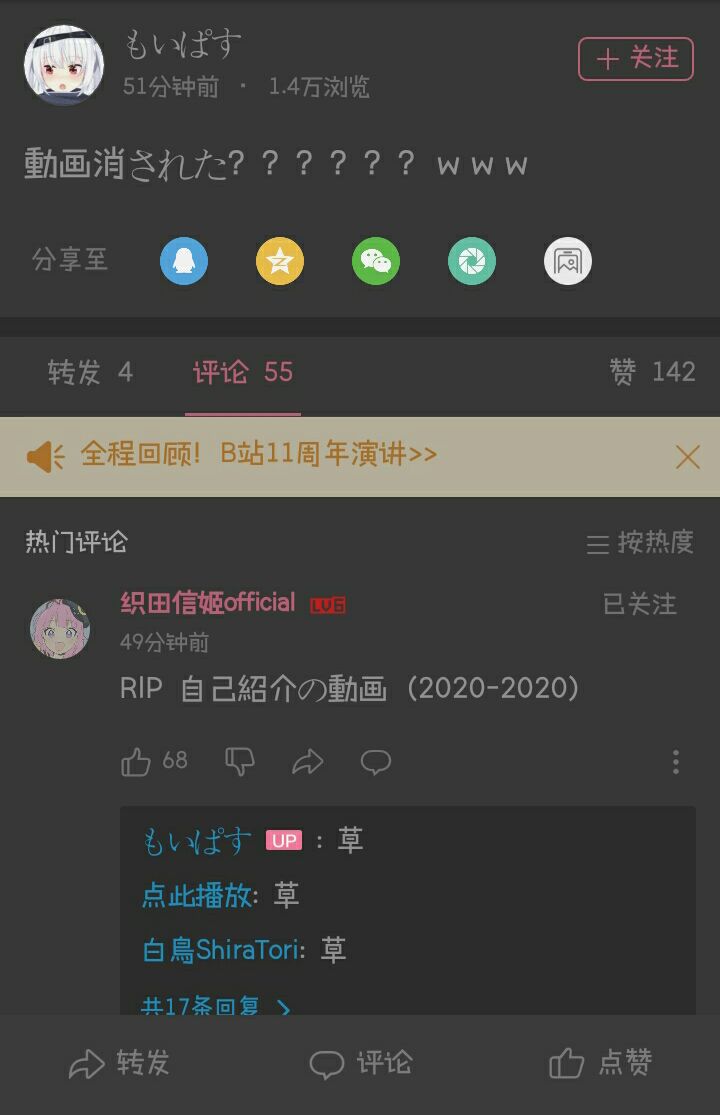 もいぱす
51分钟前 · 1.4万浏览
+ 关注
動画消された？？？？？？ｗｗｗ
分享至
转发 4 评论 55 赞 142
全程回顾！B站11周年演讲>>
热门评论 按热度
织田信姬official LV6 已关注
49分钟前
RIP 自己紹介の動画（2020-2020）
68
もいぱす UP : 草
点此播放: 草
白鳥ShiraTori: 草
共17条回复 >
转发 评论 点赞